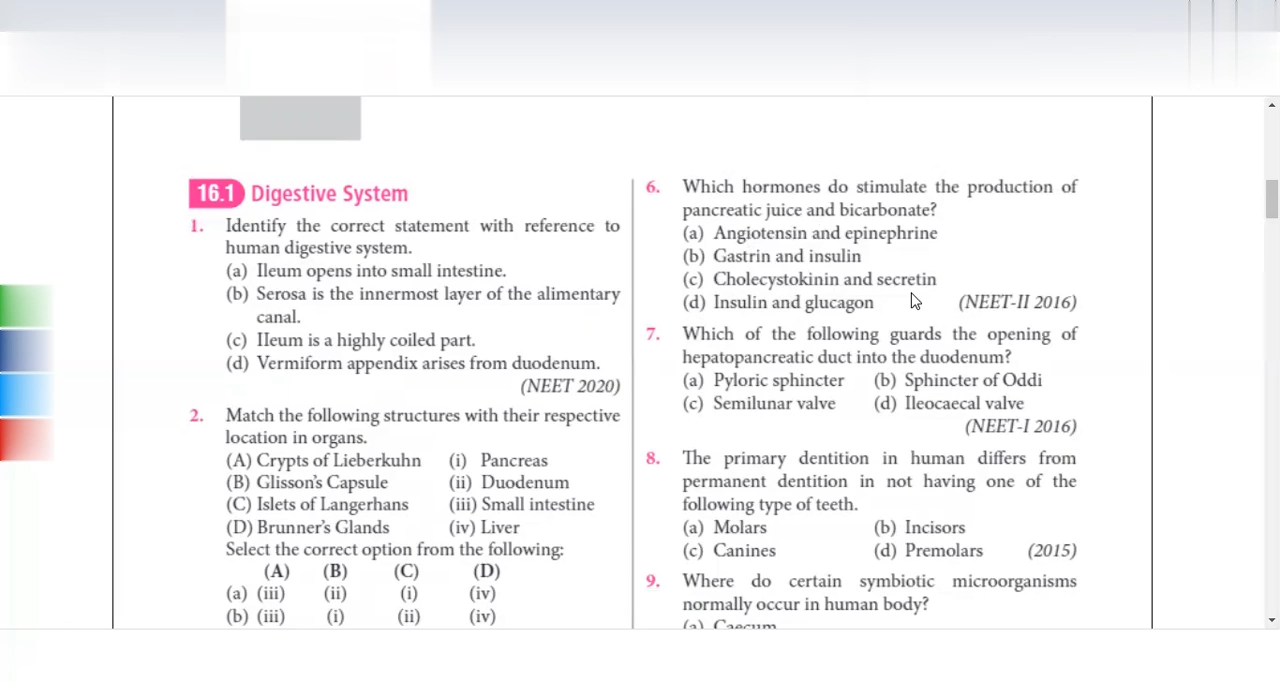 16.1 Digestive System
1. Identify the correct statement with reference to
human digestive system.
(a) Ileum opens into small intestine.
(b) Serosa is the innermost layer of the alimentary
canal.
(c) IIeum is a highly coiled part.
(d) Vermiform appendix arises from duodenum.
(NEET 2020)
2. Match the following structures with their respective
location in organs.
(A) Crypts of Lieberkuhn (i) Pancreas
(B) Glisson's Capsule (ii) Duodenum
(C) Islets of Langerhans (iii) Small intestine
(D) Brunner's Glands (iv) Liver
Select the correct option from the following:
(A) (B) (C) (D)
(a) (iii) (ii) (i) (iv)
(b) (iii) (i) (ii) (iv)
6. Which hormones do stimulate the production of
pancreatic juice and bicarbonate?
(a) Angiotensin and epinephrine
(b) Gastrin and insulin
(c) Cholecystokinin and secretin
(d) Insulin and glucagon (NEET-II 2016)
7. Which of the following guards the opening of
hepatopancreatic duct into the duodenum?
(a) Pyloric sphincter (b) Sphincter of Oddi
(c) Semilunar valve (d) Ileocaecal valve
(NEET-I 2016)
8. The primary dentition in human differs from
permanent dentition in not having one of the
following type of teeth.
(a) Molars (b) Incisors
(c) Canines (d) Premolars (2015)
9. Where do certain symbiotic microorganisms
normally occur in human body?
(a) Caecum